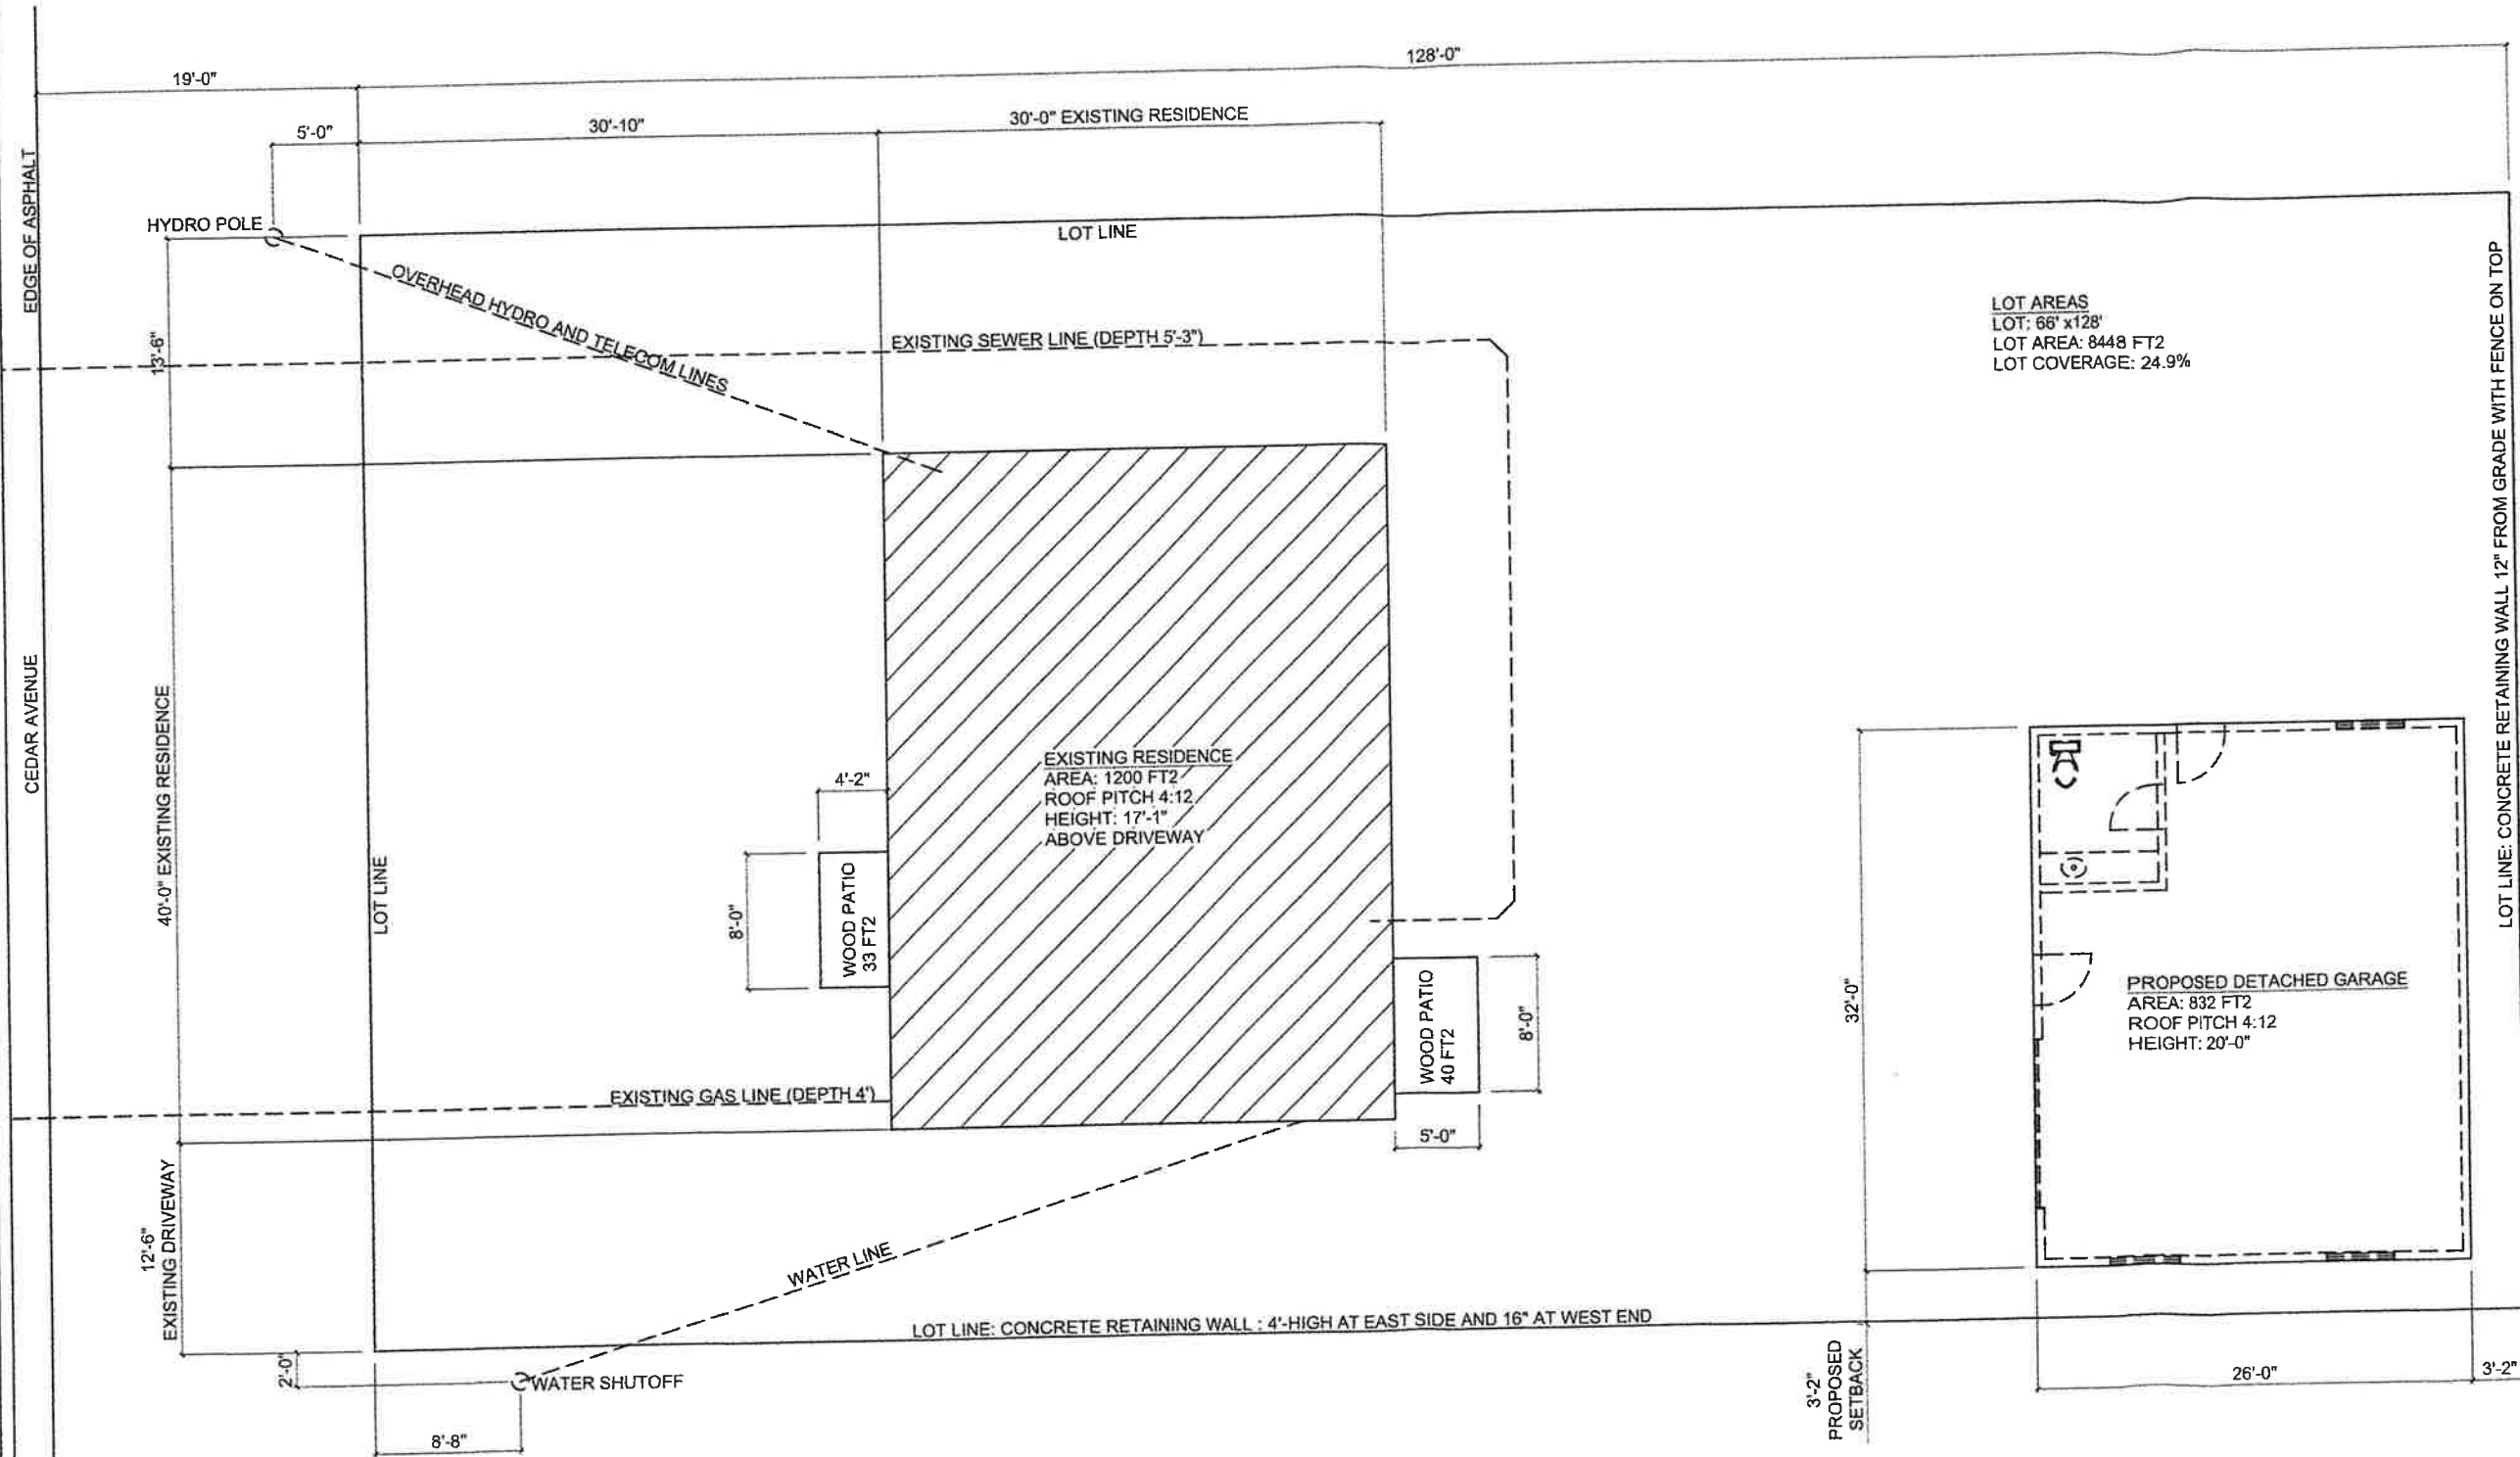 128'-0"
19'-0"
5'-0"
30'-10"
30'-0" EXISTING RESIDENCE
EDGE OF ASPHALT
HYDRO POLE
LOT LINE
OVERHEAD HYDRO AND TELECOM LINES
13'-6"
EXISTING SEWER LINE (DEPTH 5'-3")
LOT AREAS
LOT: 66' x128'
LOT AREA: 8448 FT2
LOT COVERAGE: 24.9%
LOT LINE: CONCRETE RETAINING WALL 12" FROM GRADE WITH FENCE ON TOP
CEDAR AVENUE
40'-0" EXISTING RESIDENCE
LOT LINE
4'-2"
8'-0"
WOOD PATIO
33 FT2
EXISTING RESIDENCE
AREA: 1200 FT2
ROOF PITCH 4:12
HEIGHT: 17'-1"
ABOVE DRIVEWAY
WOOD PATIO
40 FT2
8'-0"
5'-0"
32'-0"
PROPOSED DETACHED GARAGE
AREA: 832 FT2
ROOF PITCH 4:12
HEIGHT: 20'-0"
EXISTING GAS LINE (DEPTH 4')
12'-6"
EXISTING DRIVEWAY
WATER LINE
LOT LINE: CONCRETE RETAINING WALL : 4'-HIGH AT EAST SIDE AND 16" AT WEST END
2'-0"
WATER SHUTOFF
8'-8"
3'-2"
PROPOSED
SETBACK
26'-0"
3'-2"